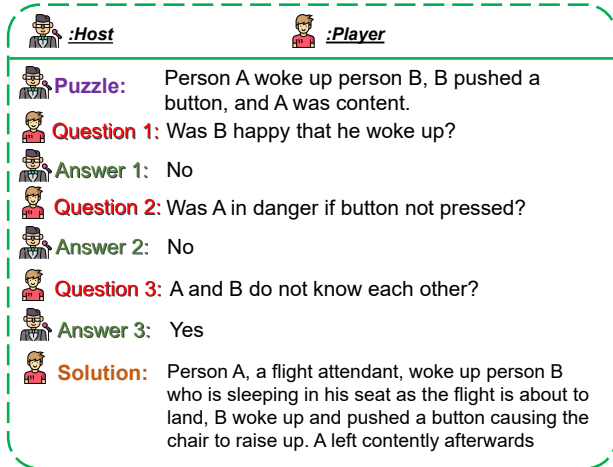 :Host :Player
Puzzle: Person A woke up person B, B pushed a
button, and A was content.
Question 1: Was B happy that he woke up?
Answer 1: No
Question 2: Was A in danger if button not pressed?
Answer 2: No
Question 3: A and B do not know each other?
Answer 3: Yes
Solution: Person A, a flight attendant, woke up person B
who is sleeping in his seat as the flight is about to
land, B woke up and pushed a button causing the
chair to raise up. A left contently afterwards